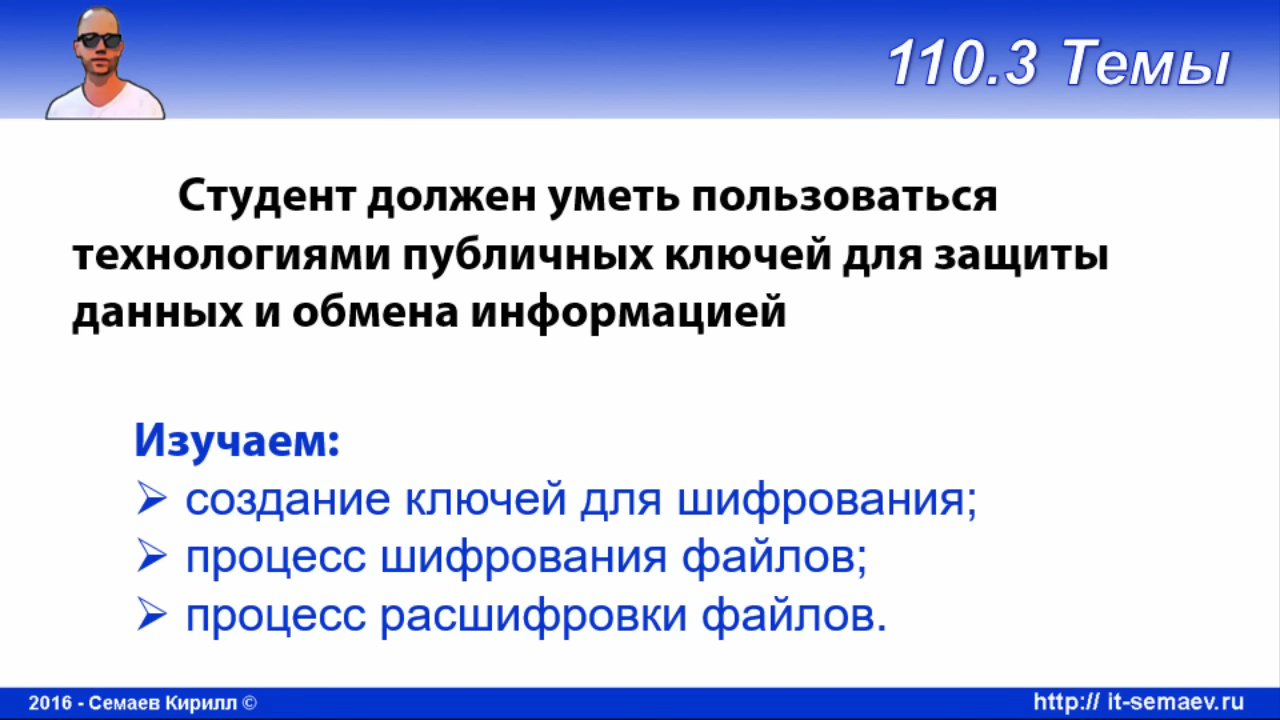 110.3 Темы
Студент должен уметь пользоваться
технологиями публичных ключей для защиты
данных и обмена информацией
Изучаем:
➢ создание ключей для шифрования;
➢ процесс шифрования файлов;
➢ процесс расшифровки файлов.
2016 - Семаев Кирилл ©
http:// it-semaev.ru